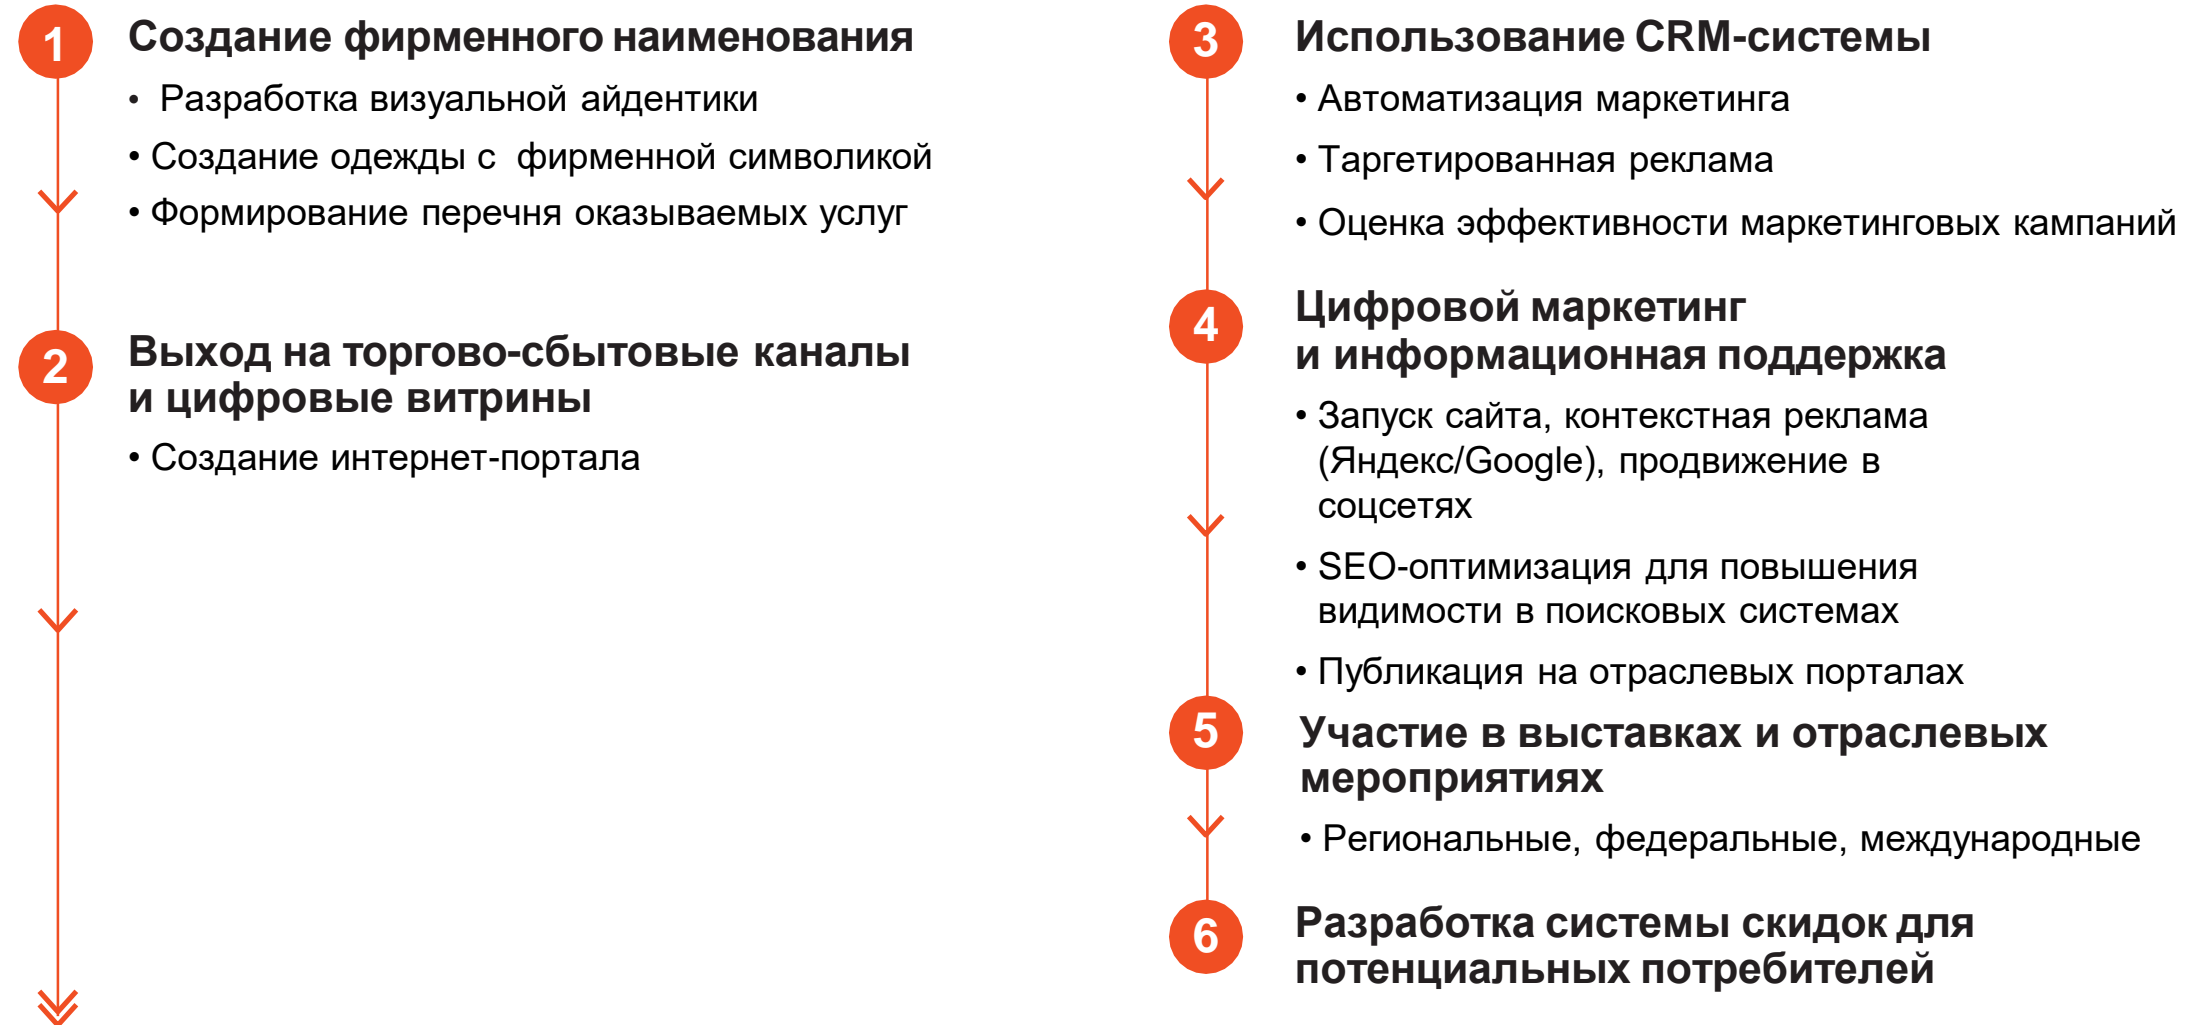 1
Создание фирменного наименования
• Разработка визуальной айдентики
• Создание одежды с фирменной символикой
• Формирование перечня оказываемых услуг
2
Выход на торгово-сбытовые каналы
и цифровые витрины
• Создание интернет-портала
3
Использование CRM-системы
• Автоматизация маркетинга
• Таргетированная реклама
• Оценка эффективности маркетинговых кампаний
4
Цифровой маркетинг
и информационная поддержка
• Запуск сайта, контекстная реклама
(Яндекс/Google), продвижение в
соцсетях
• SEO-оптимизация для повышения
видимости в поисковых системах
• Публикация на отраслевых порталах
5
Участие в выставках и отраслевых
мероприятиях
• Региональные, федеральные, международные
6
Разработка системы скидок для
потенциальных потребителей